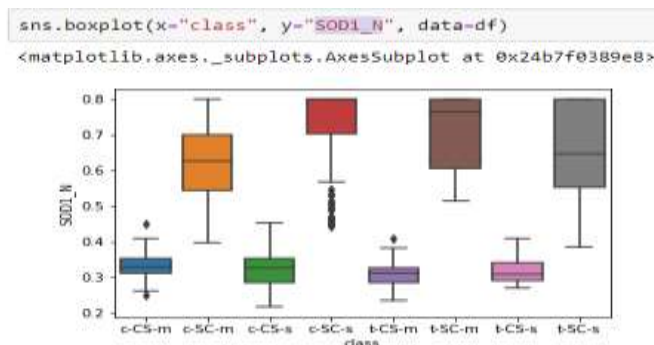 sns.boxplot(x="class", y="SOD1_N", data=df)
<matplotlib.axes._subplots.AxesSubplot at 0x24b7f0389e8>
0.8
0.7
0.6
0.5
0.4
0.3
0.2
SOD1_N
c-CS-m c-SC-m c-CS-s c-SC-s t-CS-m t-SC-m t-CS-s t-SC-s
class